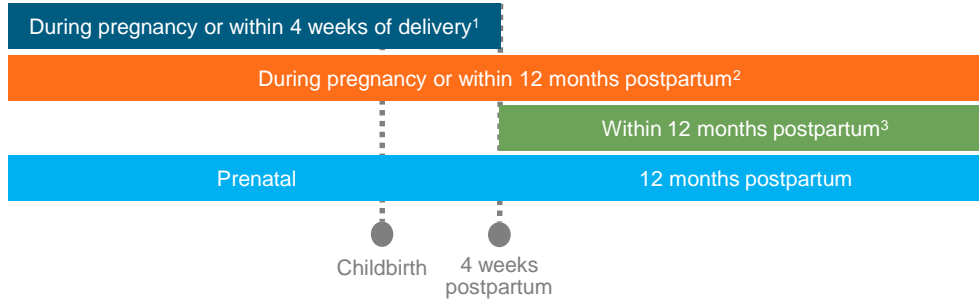 During pregnancy or within 4 weeks of delivery¹
During pregnancy or within 12 months postpartum²
Within 12 months postpartum³
Prenatal
12 months postpartum
Childbirth
4 weeks
postpartum